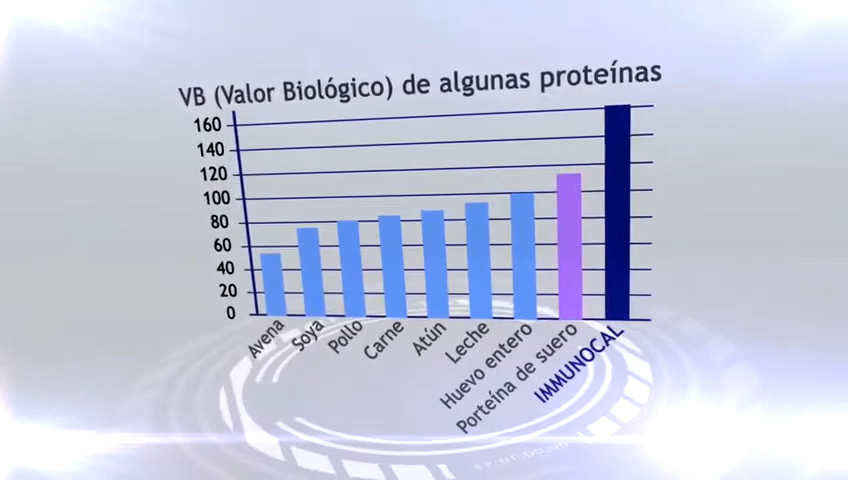 VB (Valor Biológico) de algunas proteínas
160
140
120
100
80
60
40
20
0
Avena
Soya
Pollo
Carne
Atún
Leche
Huevo entero
Porteína de suero
IMMUNOCAL